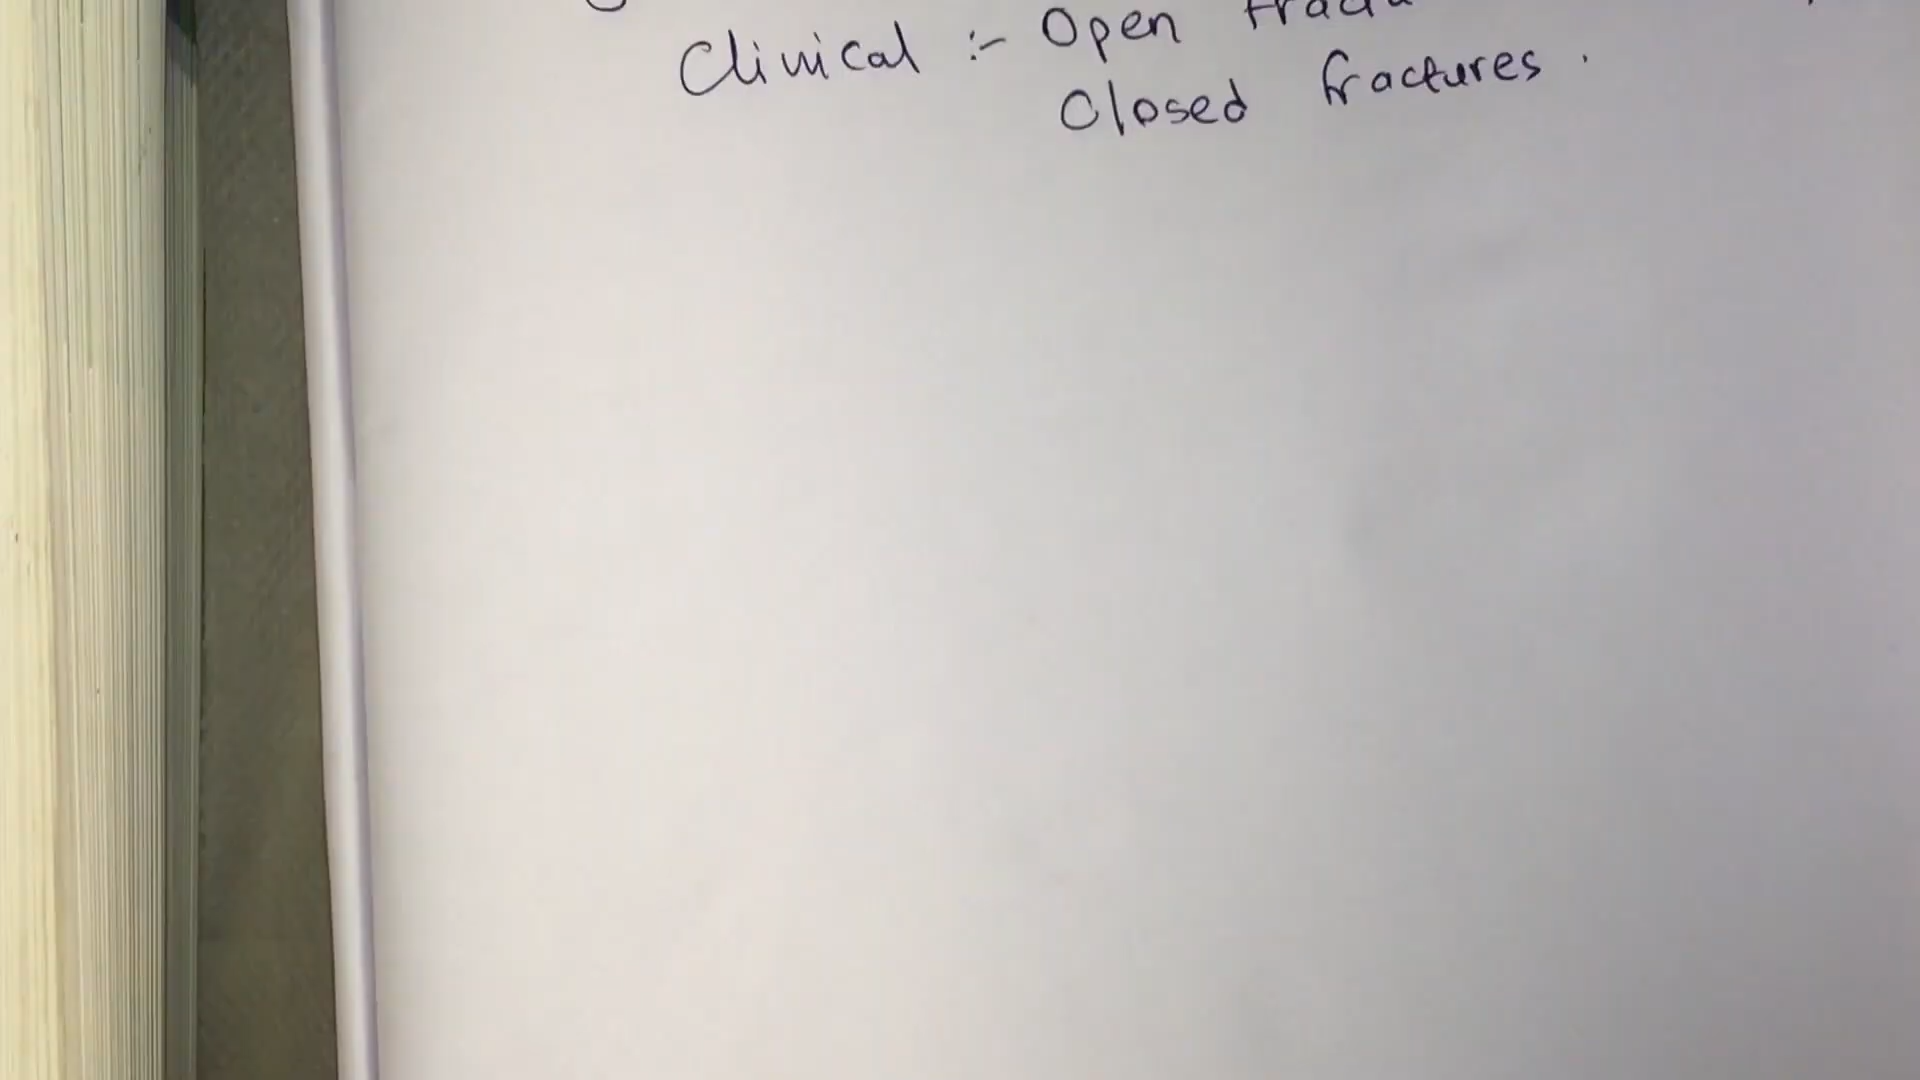 Clinical :- Open
Closed fractures .